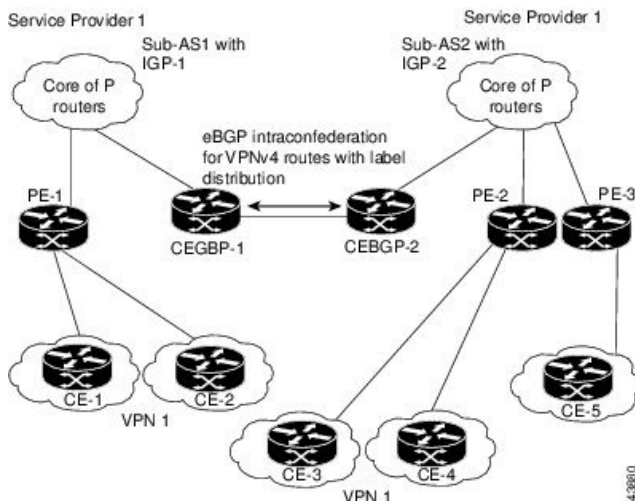 Service Provider 1
Service Provider 1
Sub-AS1 with
IGP-1
Sub-AS2 with
IGP-2
Core of P
routers
Core of P
routers
eBGP intraconfederation
for VPNv4 routes with label
distribution
PE-1
PE-2
PE-3
CEGBP-1
CEBGP-2
CE-1
CE-2
CE-5
VPN 1
CE-3
CE-4
VPN 1